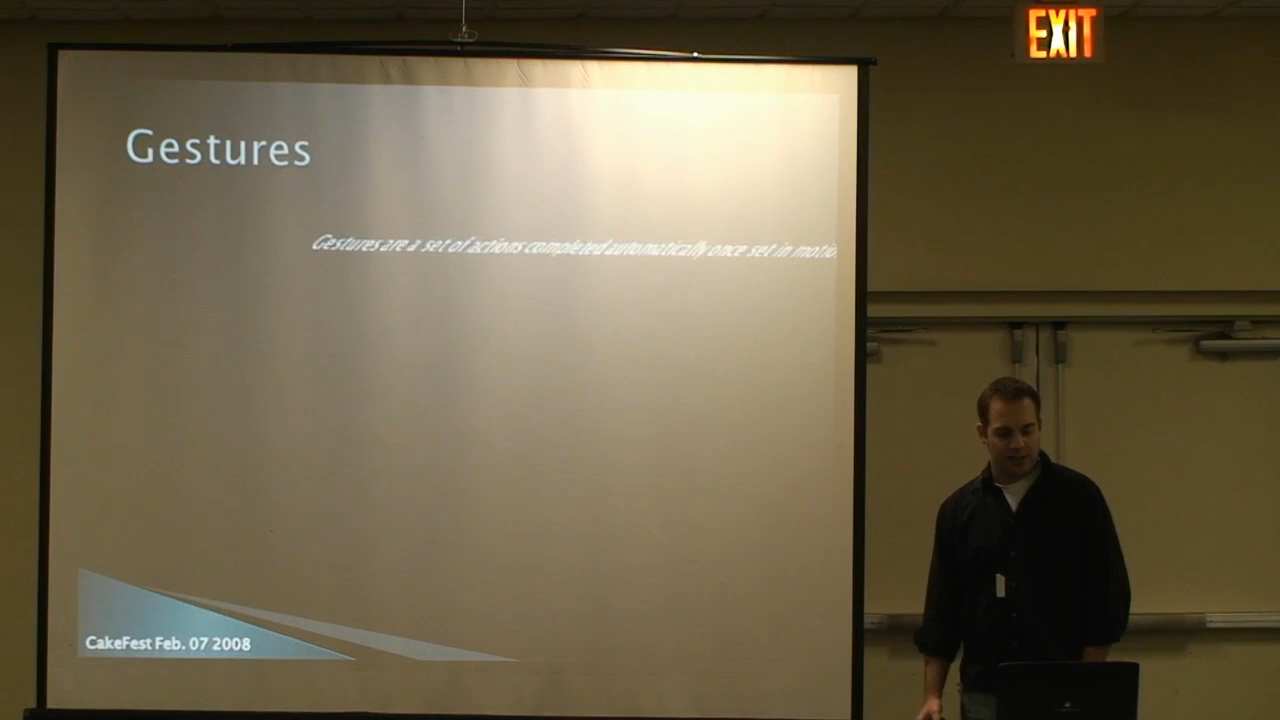 EXIT
Gestures
Gestures are a set of actions completed automatically once set in motio
CakeFest Feb. 07 2008